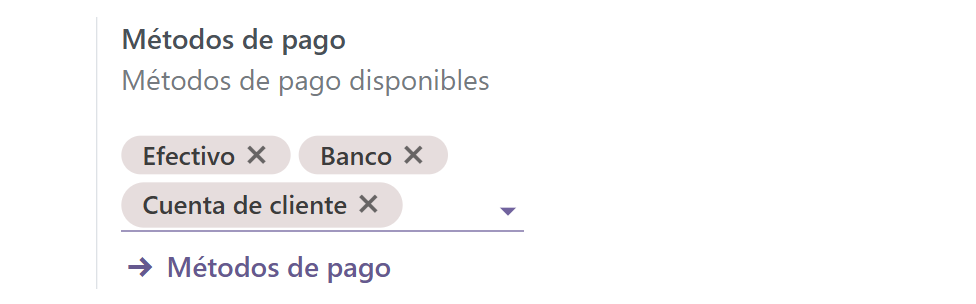 Métodos de pago
Métodos de pago disponibles
Efectivo ✕ Banco ✕
Cuenta de cliente ✕
→ Métodos de pago